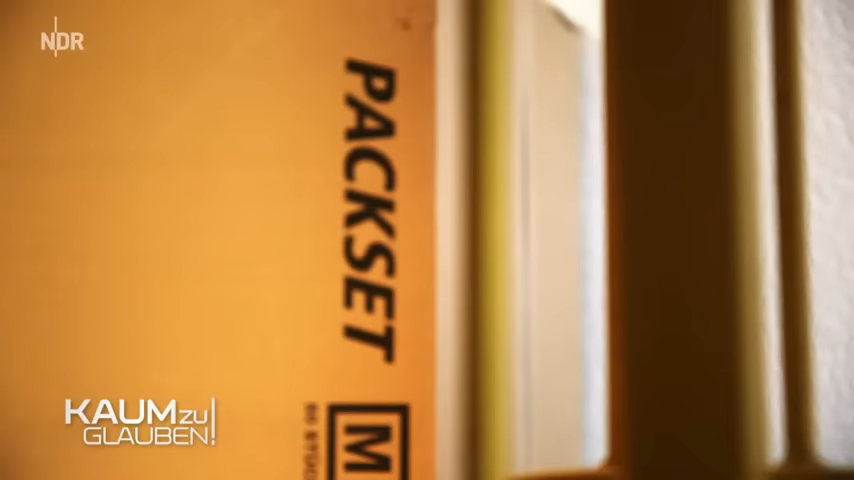 NDR
PACKSET
M
KAUM ZU
GLAUBEN!